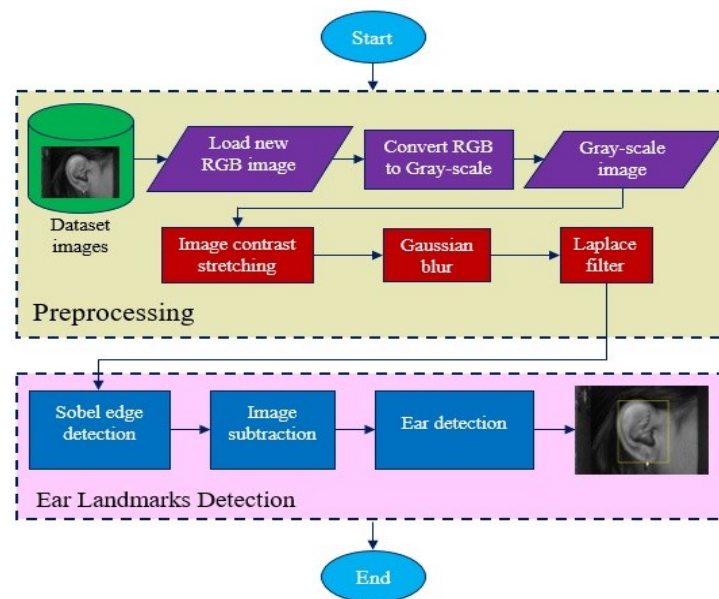 Start
Load new
RGB image
Convert RGB
to Gray-scale
Gray-scale
image
Dataset
images
Image contrast
stretching
Gaussian
blur
Laplace
filter
Preprocessing
Sobel edge
detection
Image
subtraction
Ear detection
Ear Landmarks Detection
End